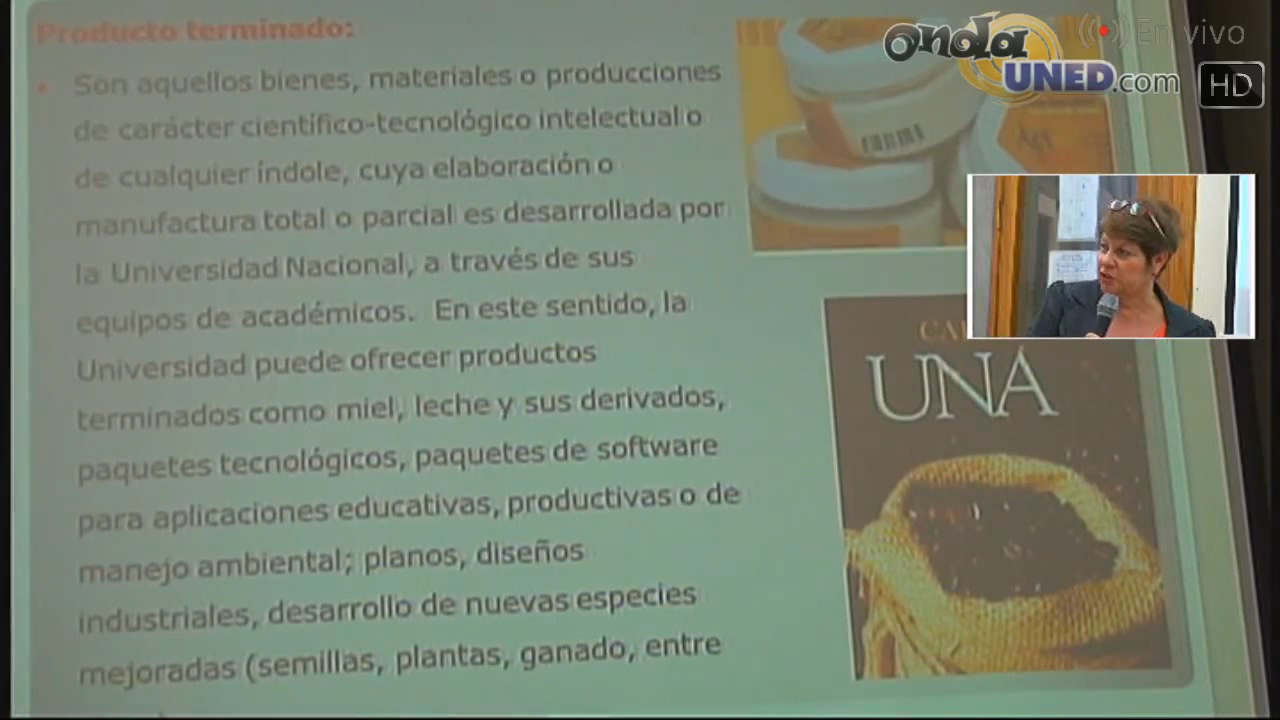 Producto terminado:
Son aquellos bienes, materiales o producciones
de carácter científico-tecnológico intelectual o
de cualquier índole, cuya elaboración o
manufactura total o parcial es desarrollada por
la Universidad Nacional, a través de sus
equipos de académicos. En este sentido, la
Universidad puede ofrecer productos
terminados como miel, leche y sus derivados,
paquetes tecnológicos, paquetes de software
para aplicaciones educativas, productivas o de
manejo ambiental; planos, diseños
industriales, desarrollo de nuevas especies
mejoradas (semillas, plantas, ganado, entre
onda
UNED.com
En vivo
HD
UNA